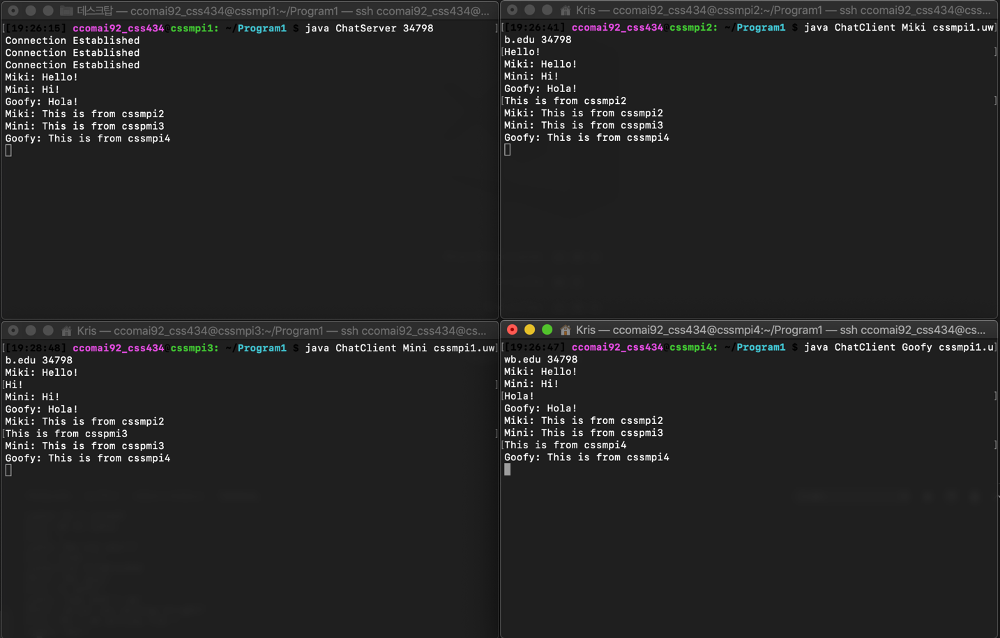 데스크탑 — ccomai92_css434@cssmpi1:~/Program1 — ssh ccomai92_css434@...
[[19:26:15] ccomai92_css434@cssmpi1: ~/Program1 $ java ChatServer 34798 ]
Connection Established
Connection Established
Connection Established
Miki: Hello!
Mini: Hi!
Goofy: Hola!
Miki: This is from cssmpi2
Mini: This is from csspmi3
Goofy: This is from cssmpi4
Kris — ccomai92_css434@cssmpi2:~/Program1 — ssh ccomai92_css434@css...
[[19:26:41] ccomai92_css434@cssmpi2: ~/Program1 $ java ChatClient Miki cssmpi1.uw]
b.edu 34798
[Hello! ]
Miki: Hello!
Mini: Hi!
Goofy: Hola!
[This is from cssmpi2 ]
Miki: This is from cssmpi2
Mini: This is from csspmi3
Goofy: This is from cssmpi4
Kris — ccomai92_css434@cssmpi3:~/Program1 — ssh ccomai92_css434@cs...
[[19:28:48] ccomai92_css434@cssmpi3: ~/Program1 $ java ChatClient Mini cssmpi1.uw]
b.edu 34798
Miki: Hello!
[Hi! ]
Mini: Hi!
Goofy: Hola!
Miki: This is from cssmpi2
[This is from csspmi3 ]
Mini: This is from csspmi3
Goofy: This is from cssmpi4
Kris — ccomai92_css434@cssmpi4:~/Program1 — ssh ccomai92_css434@css...
[[19:26:47] ccomai92_css434@cssmpi4: ~/Program1 $ java ChatClient Goofy cssmpi1.u]
wb.edu 34798
Miki: Hello!
Mini: Hi!
[Hola! ]
Goofy: Hola!
Miki: This is from cssmpi2
Mini: This is from csspmi3
[This is from cssmpi4 ]
Goofy: This is from cssmpi4